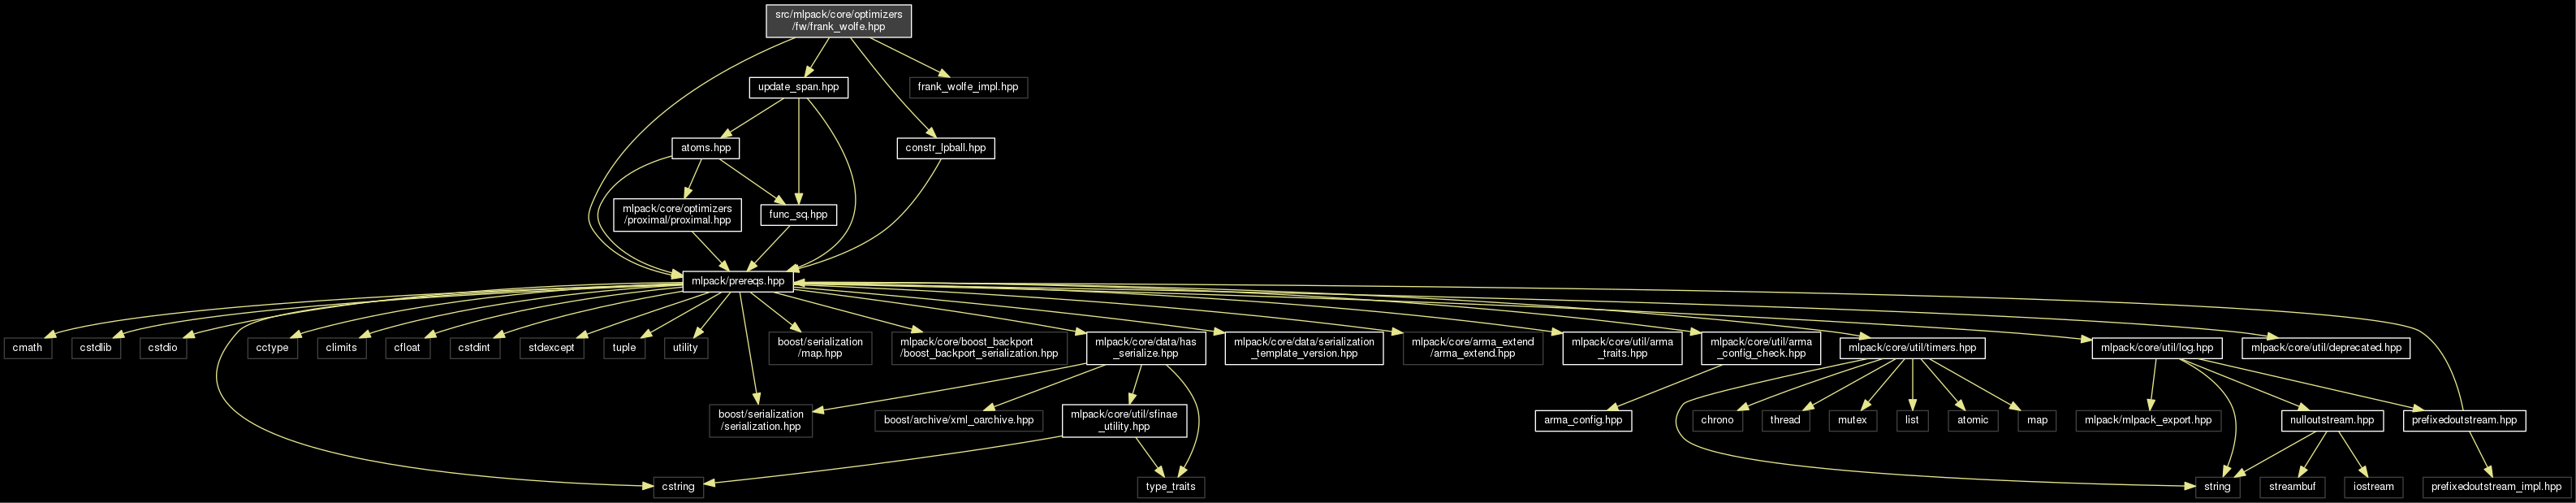 src/mlpack/core/optimizers
/fw/frank_wolfe.hpp
update_span.hpp
frank_wolfe_impl.hpp
atoms.hpp
constr_lpball.hpp
mlpack/core/optimizers
/proximal/proximal.hpp
func_sq.hpp
mlpack/prereqs.hpp
cmath
cstdlib
cstdio
cctype
climits
cfloat
cstdint
stdexcept
tuple
utility
boost/serialization
/map.hpp
mlpack/core/boost_backport
/boost_backport_serialization.hpp
mlpack/core/data/has
_serialize.hpp
mlpack/core/data/serialization
_template_version.hpp
mlpack/core/arma_extend
/arma_extend.hpp
mlpack/core/util/arma
_traits.hpp
mlpack/core/util/arma
_config_check.hpp
mlpack/core/util/timers.hpp
mlpack/core/util/log.hpp
mlpack/core/util/deprecated.hpp
boost/serialization
/serialization.hpp
boost/archive/xml_oarchive.hpp
mlpack/core/util/sfinae
_utility.hpp
arma_config.hpp
chrono
thread
mutex
list
atomic
map
mlpack/mlpack_export.hpp
nulloutstream.hpp
prefixedoutstream.hpp
cstring
type_traits
string
streambuf
iostream
prefixedoutstream_impl.hpp